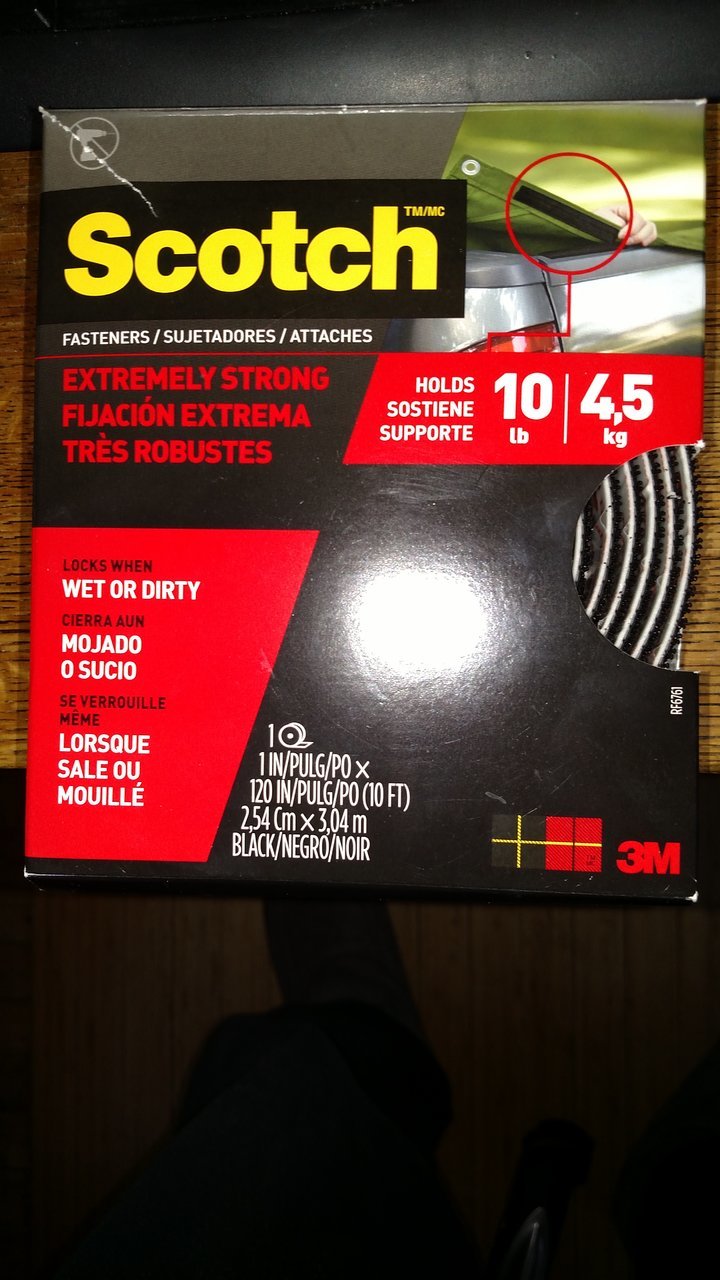 Scotch TM/MC
FASTENERS / SUJETADORES / ATTACHES
EXTREMELY STRONG
FIJACIÓN EXTREMA
TRÈS ROBUSTES
HOLDS
SOSTIENE
SUPPORTE
10
lb
4,5
kg
LOCKS WHEN
WET OR DIRTY
CIERRA AUN
MOJADO
O SUCIO
SE VERROUILLE
MÊME
LORSQUE
SALE OU
MOUILLÉ
RF6761
1
1 IN/PULG/PO X
120 IN/PULG/PO (10 FT)
2,54 Cm X 3,04 m
BLACK/NEGRO/NOIR
3M